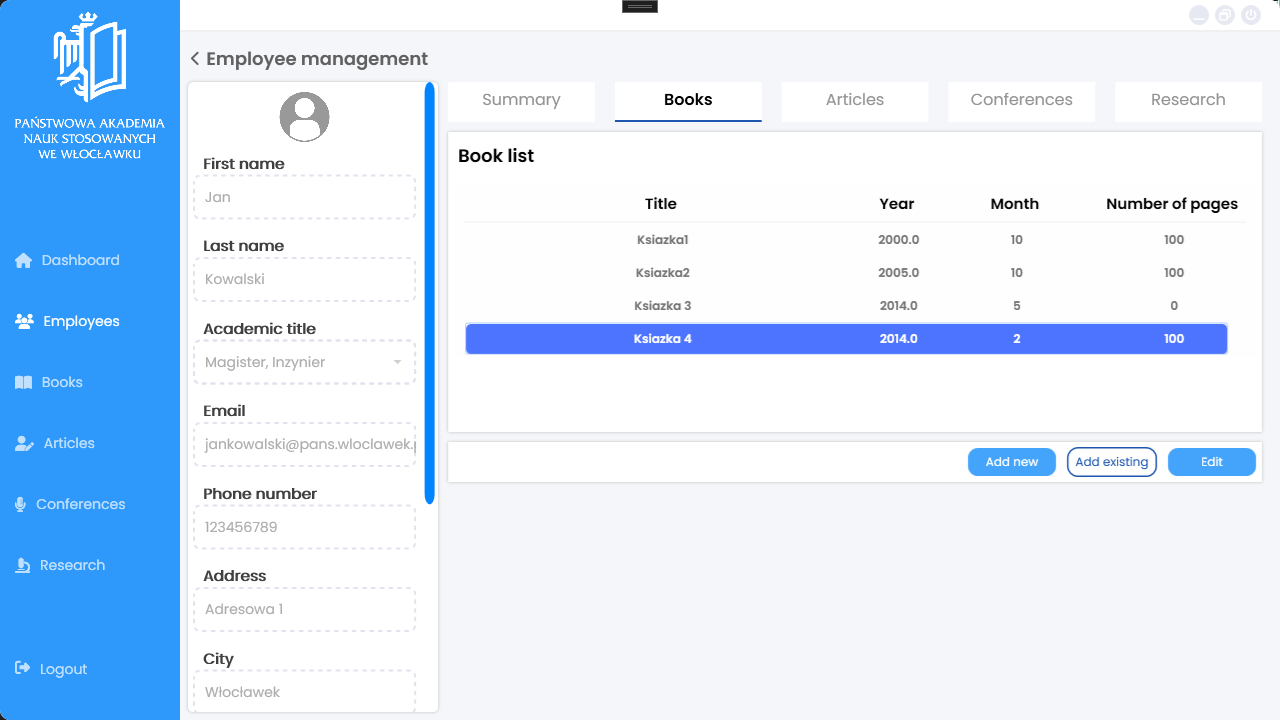 PAŃSTWOWA AKADEMIA
NAUK STOSOWANYCH
WE WŁOCŁAWKU
Dashboard
Employees
Books
Articles
Conferences
Research
Logout
Employee management
First name
Jan
Last name
Kowalski
Academic title
Magister, Inzynier
Email
jankowalski@pans.wloclawek.
Phone number
123456789
Address
Adresowa 1
City
Włocławek
Summary Books Articles Conferences Research
Book list
Title Year Month Number of pages
Ksiazka1 2000.0 10 100
Ksiazka2 2005.0 10 100
Ksiazka 3 2014.0 5 0
Ksiazka 4 2014.0 2 100
Add new Add existing Edit